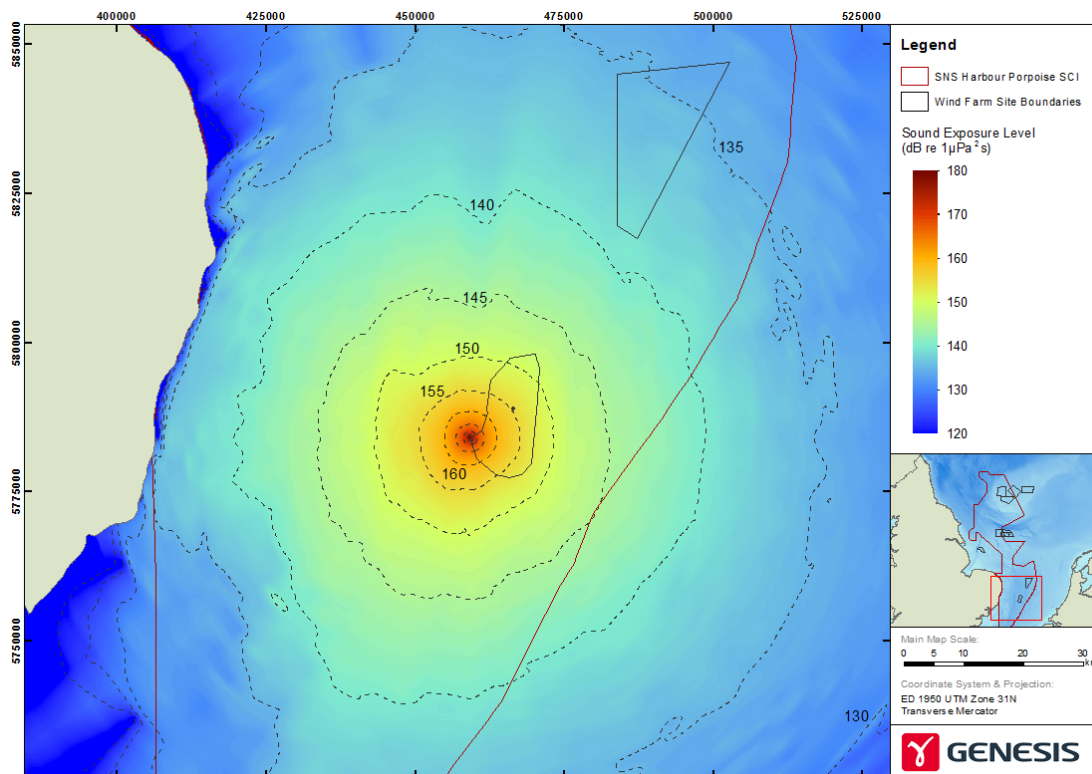 400000 425000 450000 475000 500000 525000
5850000
5825000
5800000
5775000
5750000
135
140
145
150
155
160
130
Legend
SNS Harbour Porpoise SCI
Wind Farm Site Boundaries
Sound Exposure Level
(dB re 1µPa²s)
180
170
160
150
140
130
120
Main Map Scale:
0 5 10 20 30
km
Coordinate System & Projection:
ED 1950 UTM Zone 31N
Transverse Mercator
GENESIS